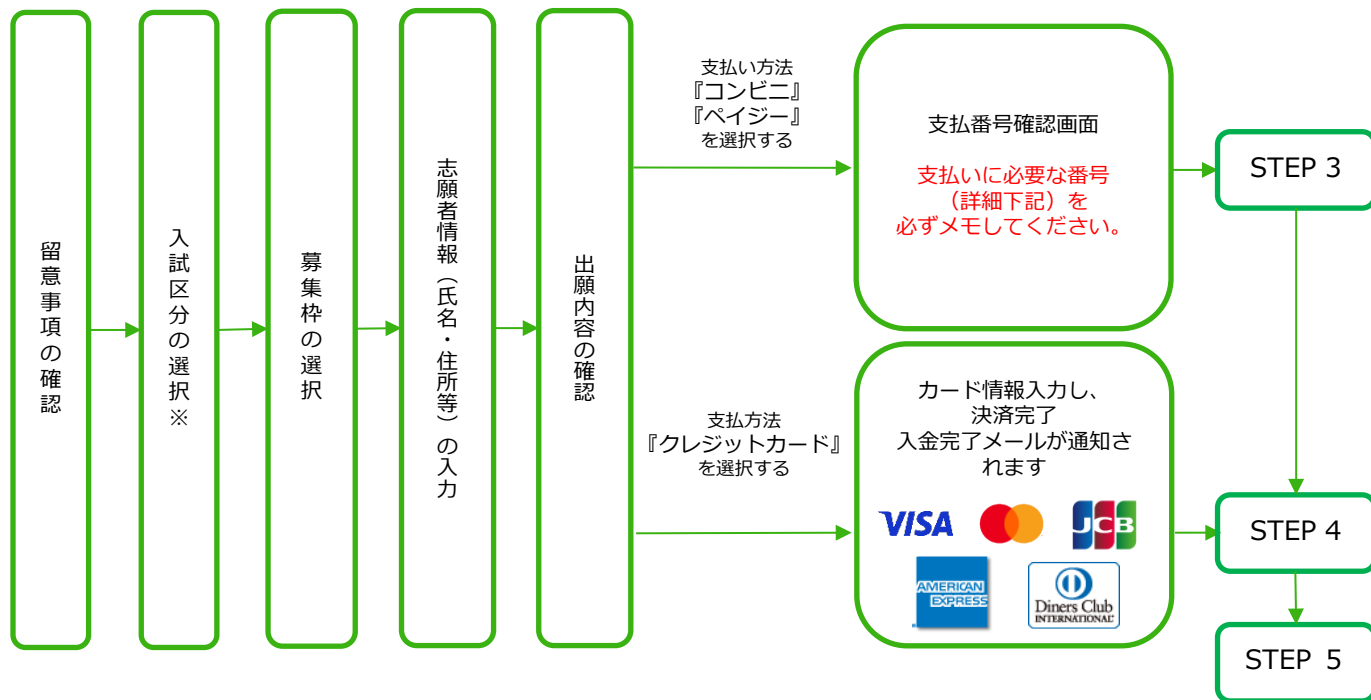 留意事項の確認
入試区分の選択※
募集枠の選択
志願者情報（氏名・住所等）の入力
出願内容の確認
支払い方法
『コンビニ』
『ペイジー』
を選択する
支払番号確認画面
支払いに必要な番号
（詳細下記）を
必ずメモしてください。
STEP 3
支払方法
『クレジットカード』
を選択する
カード情報入力し、
決済完了
入金完了メールが通知さ
れます
VISA
JCB
AMERICAN
EXPRESS
Diners Club
INTERNATIONAL
STEP 4
STEP 5